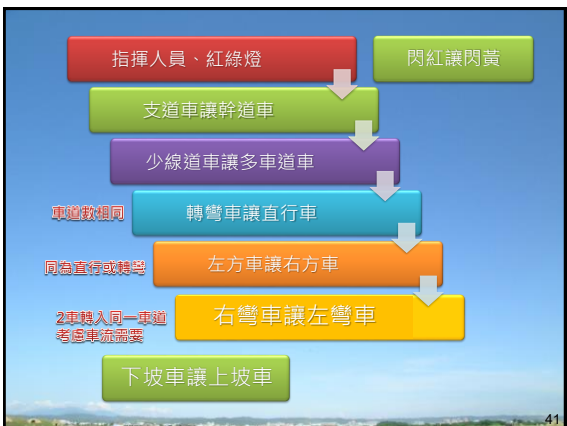 指揮人員、紅綠燈
閃紅讓閃黃
支道車讓幹道車
少線道車讓多車道車
車道數相同
轉彎車讓直行車
同為直行或轉彎
左方車讓右方車
2車轉入同一車道
考慮車流需要
右彎車讓左彎車
下坡車讓上坡車
41